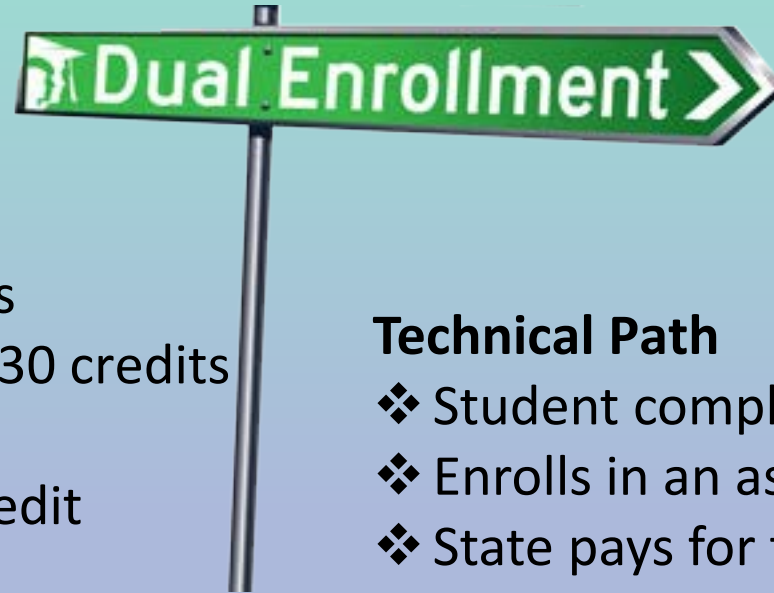 Dual Enrollment
s
30 credits
edit
Technical Path
❖ Student compl
❖ Enrolls in an as
❖ State pays for